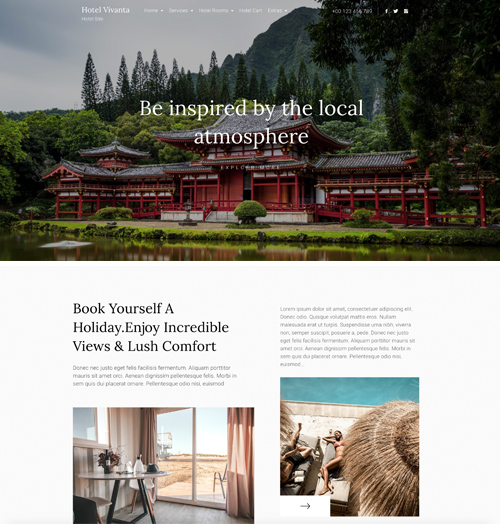 Hotel Vivanta
Hotel Site
Home Services Hotel Rooms Order Cart Extras
+00 123 456 789
Be inspired by the local
atmosphere
EXPLORE MORE
Book Yourself A
Holiday.Enjoy Incredible
Views & Lush Comfort
Donec nec justo eget felis facilisis fermentum. Aliquam porttitor
mauris sit amet orci. Aenean dignissim pellentesque felis. Morbi in
sem quis dui placerat ornare. Pellentesque odio nisi, euismod
Lorem ipsum dolor sit amet, consectetuer adipiscing elit.
Donec odio. Quisque volutpat mattis eros. Nullam
malesuada erat ut turpis. Suspendisse urna nibh, viverra
non, semper suscipit, posuere a, pede. Donec nec justo
eget felis facilisis fermentum. Aliquam porttitor mauris sit
amet orci. Aenean dignissim pellentesque felis. Morbi in
sem quis dui placerat ornare. Pellentesque odio nisi,
euismod..